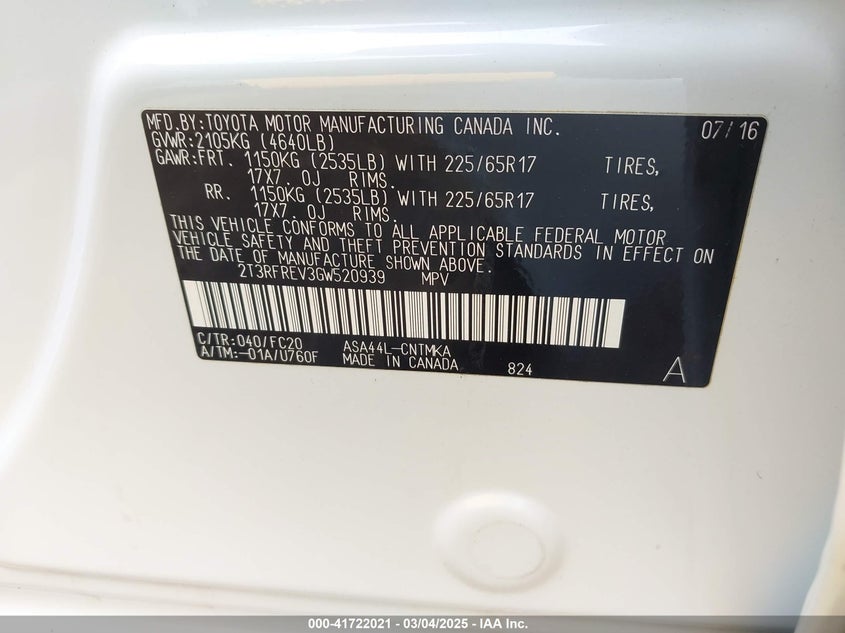 MFD.BY:TOYOTA MOTOR MANUFACTURING CANADA INC. 07/16
GVWR:2105KG (4640LB)
GAWR:FRT. 1150KG (2535LB) WITH 225/65R17 TIRES,
17X7.0J RIMS.
RR. 1150KG (2535LB) WITH 225/65R17 TIRES,
17X7.0J RIMS.
THIS VEHICLE CONFORMS TO ALL APPLICABLE FEDERAL MOTOR
VEHICLE SAFETY AND THEFT PREVENTION STANDARDS IN EFFECT ON
THE DATE OF MANUFACTURE SHOWN ABOVE.
2T3RFREV3GW520939 MPV
C/TR:040/FC20 ASA44L-CNTMKA
A/TM:-01A/U760F MADE IN CANADA 824 A
000-41722021 - 03/04/2025 - IAA Inc.